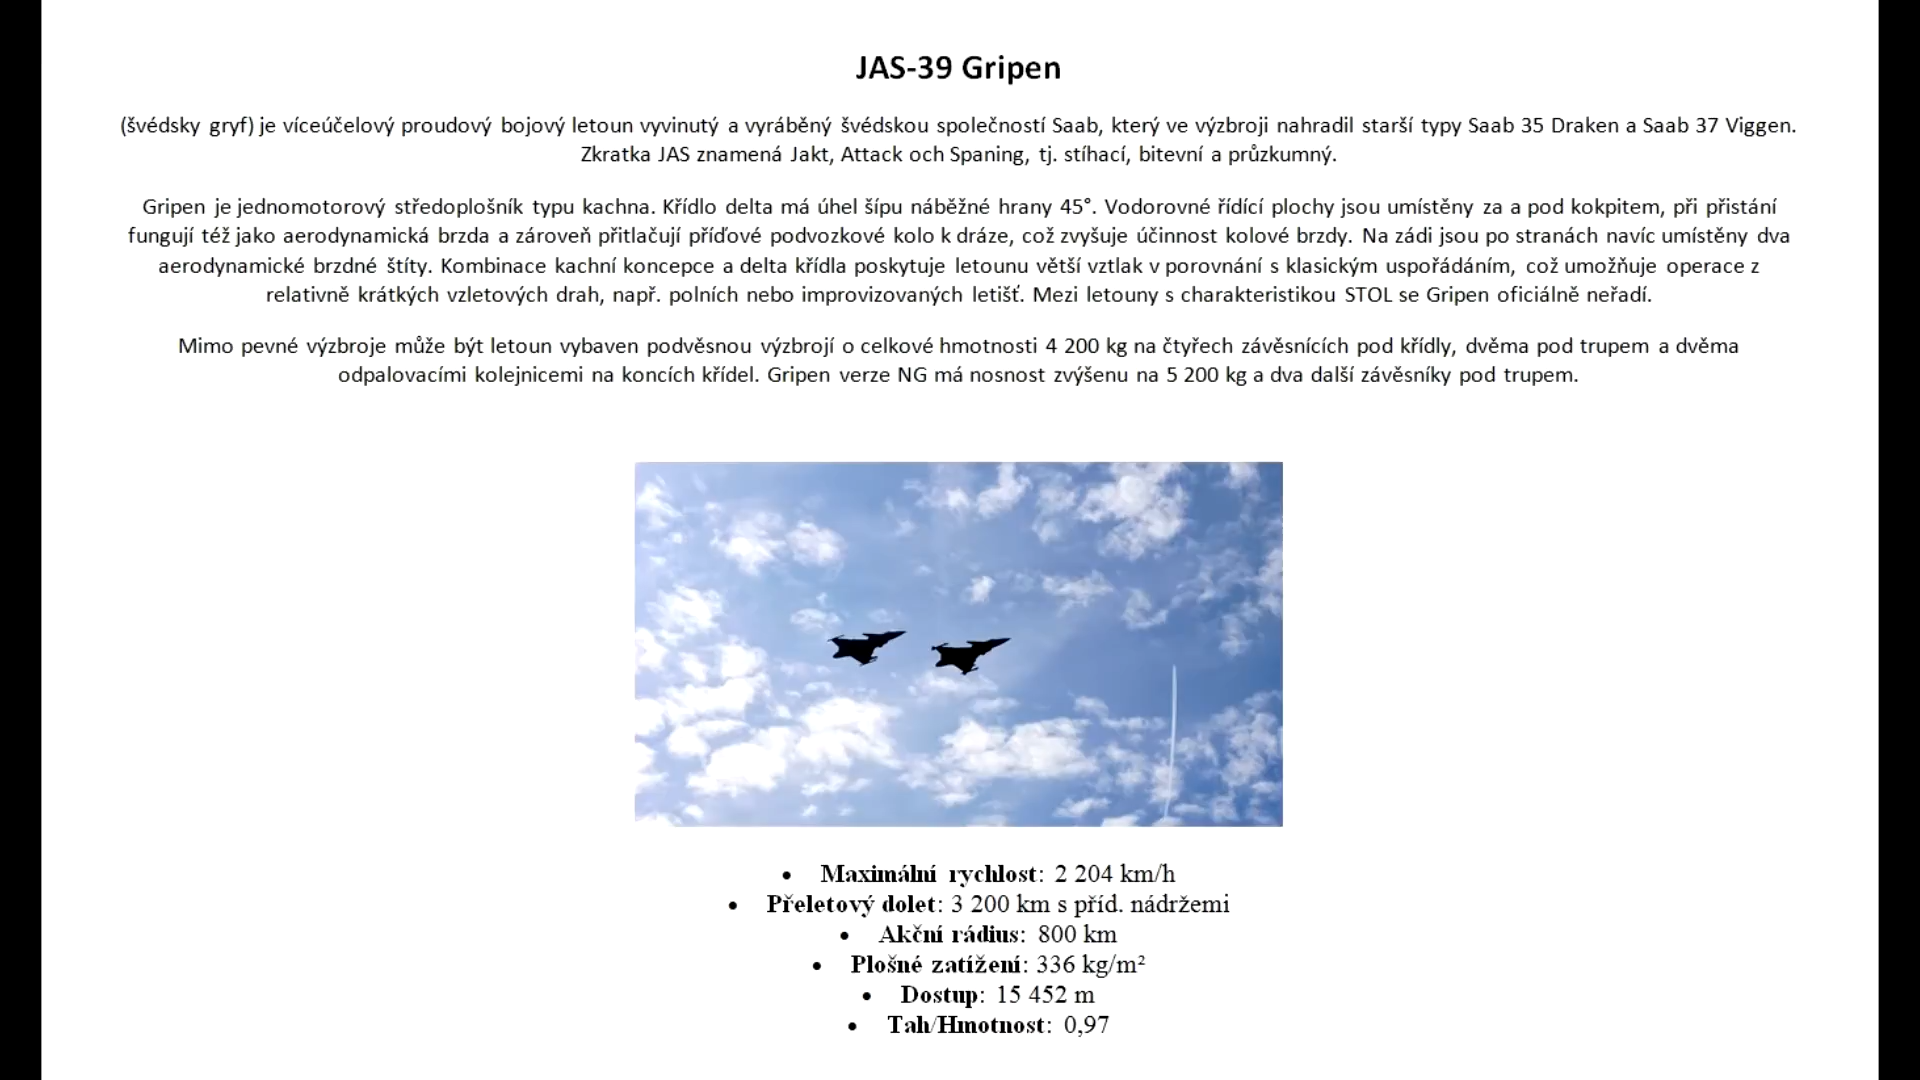 JAS-39 Gripen
(švédsky gryf) je víceúčelový proudový bojový letoun vyvinutý a vyráběný švédskou společností Saab, který ve výzbroji nahradil starší typy Saab 35 Draken a Saab 37 Viggen.
Zkratka JAS znamená Jakt, Attack och Spaning, tj. stíhací, bitevní a průzkumný.
Gripen je jednomotorový středoplošník typu kachna. Křídlo delta má úhel šípu náběžné hrany 45°. Vodorovné řídící plochy jsou umístěny za a pod kokpitem, při přistání
fungují též jako aerodynamická brzda a zároveň přitlačují příďové podvozkové kolo k dráze, což zvyšuje účinnost kolové brzdy. Na zádi jsou po stranách navíc umístěny dva
aerodynamické brzdné štíty. Kombinace kachní koncepce a delta křídla poskytuje letounu větší vztlak v porovnání s klasickým uspořádáním, což umožňuje operace z
relativně krátkých vzletových drah, např. polních nebo improvizovaných letišť. Mezi letouny s charakteristikou STOL se Gripen oficiálně neřadí.
Mimo pevné výzbroje může být letoun vybaven podvěsnou výzbrojí o celkové hmotnosti 4 200 kg na čtyřech závěsnících pod křídly, dvěma pod trupem a dvěma
odpalovacími kolejnicemi na koncích křídel. Gripen verze NG má nosnost zvýšenu na 5 200 kg a dva další závěsníky pod trupem.
• Maximální rychlost: 2 204 km/h
• Přeletový dolet: 3 200 km s příd. nádržemi
• Akční rádius: 800 km
• Plošné zatížení: 336 kg/m²
• Dostup: 15 452 m
• Tah/Hmotnost: 0,97